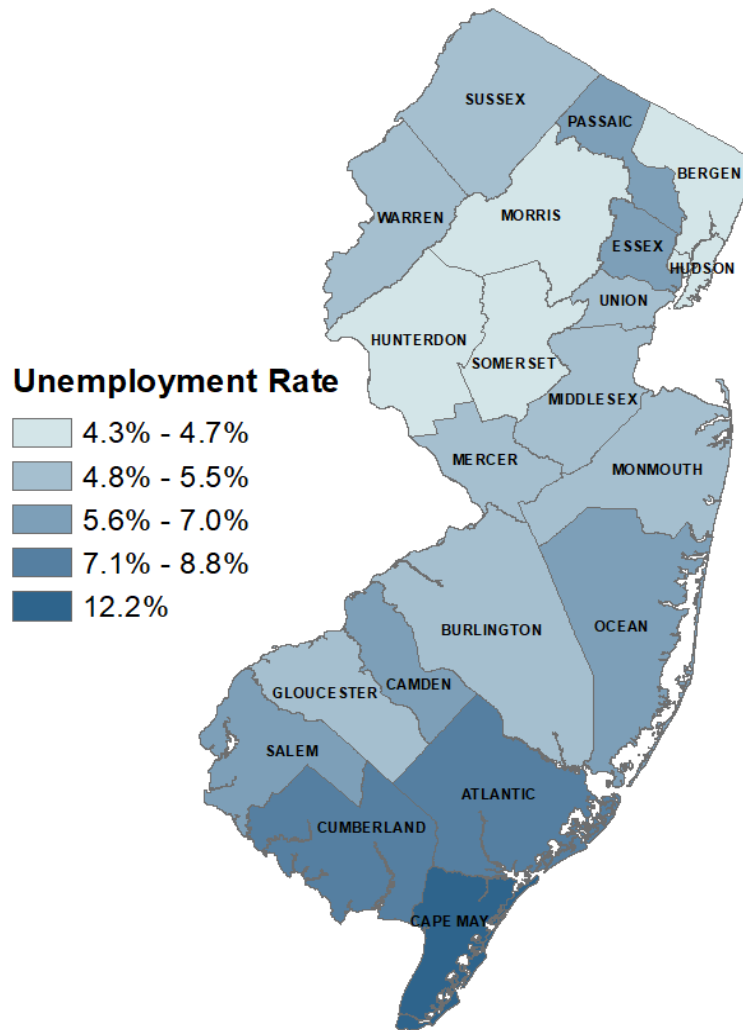 SUSSEX
PASSAIC
BERGEN
WARREN
MORRIS
ESSEX
HUDSON
UNION
HUNTERDON
SOMERSET
Unemployment Rate
4.3% - 4.7%
4.8% - 5.5%
5.6% - 7.0%
7.1% - 8.8%
12.2%
MIDDLESEX
MERCER
MONMOUTH
BURLINGTON
OCEAN
CAMDEN
GLOUCESTER
SALEM
ATLANTIC
CUMBERLAND
CAPE MAY